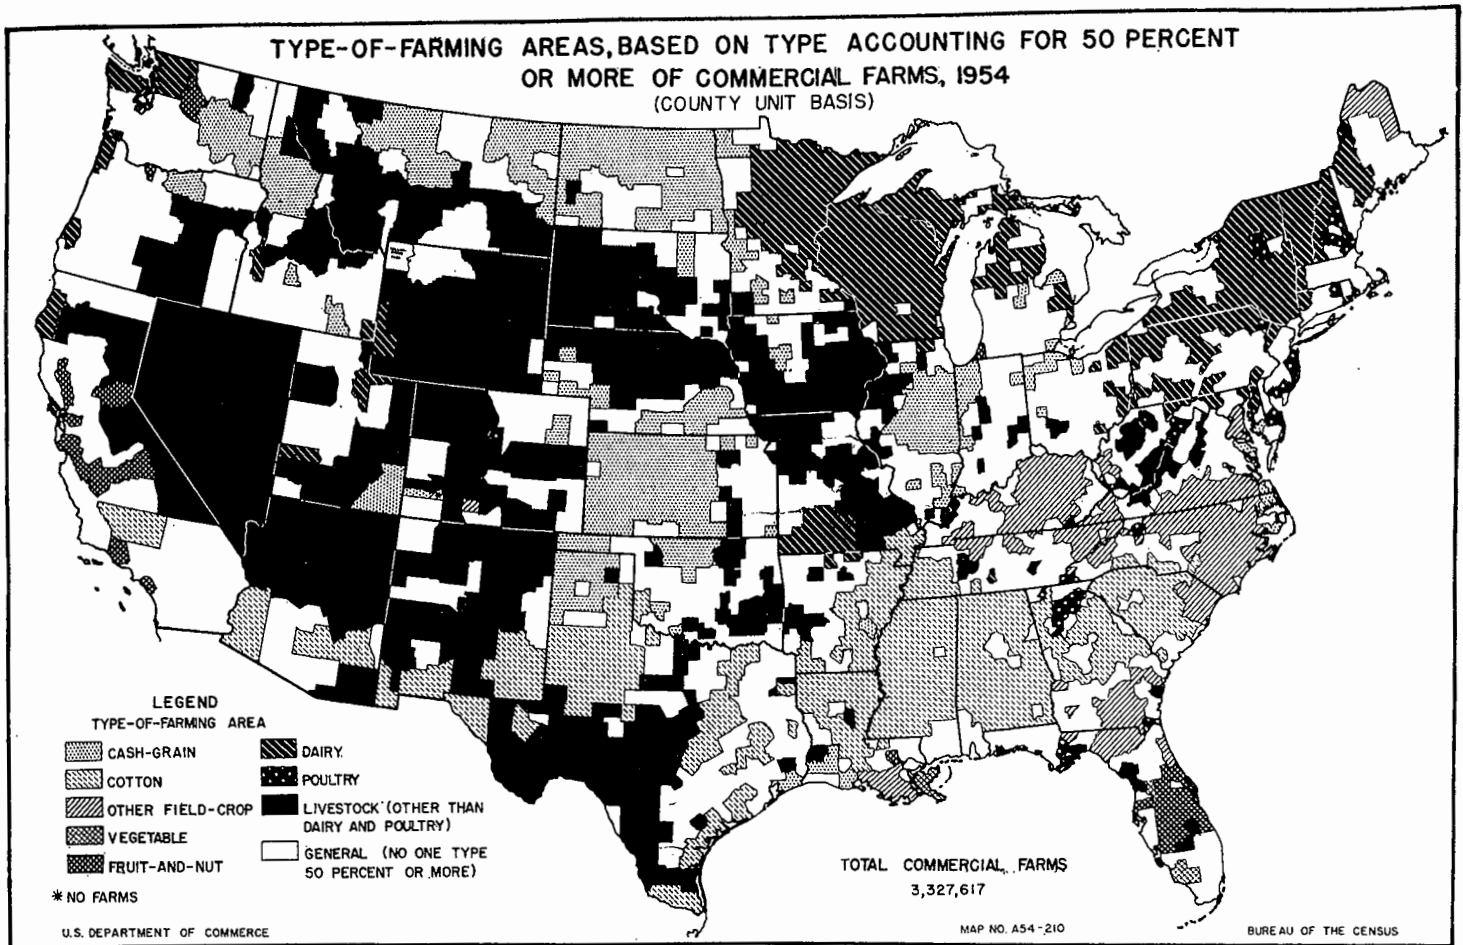 TYPE-OF-FARMING AREAS, BASED ON TYPE ACCOUNTING FOR 50 PERCENT
OR MORE OF COMMERCIAL FARMS, 1954
(COUNTY UNIT BASIS)
LEGEND
TYPE-OF-FARMING AREA
CASH-GRAIN
COTTON
OTHER FIELD-CROP
VEGETABLE
FRUIT-AND-NUT
* NO FARMS
DAIRY
POULTRY
LIVESTOCK (OTHER THAN
DAIRY AND POULTRY)
GENERAL (NO ONE TYPE
50 PERCENT OR MORE)
TOTAL COMMERCIAL FARMS
3,327,617
U.S. DEPARTMENT OF COMMERCE
MAP NO. A54-210
BUREAU OF THE CENSUS